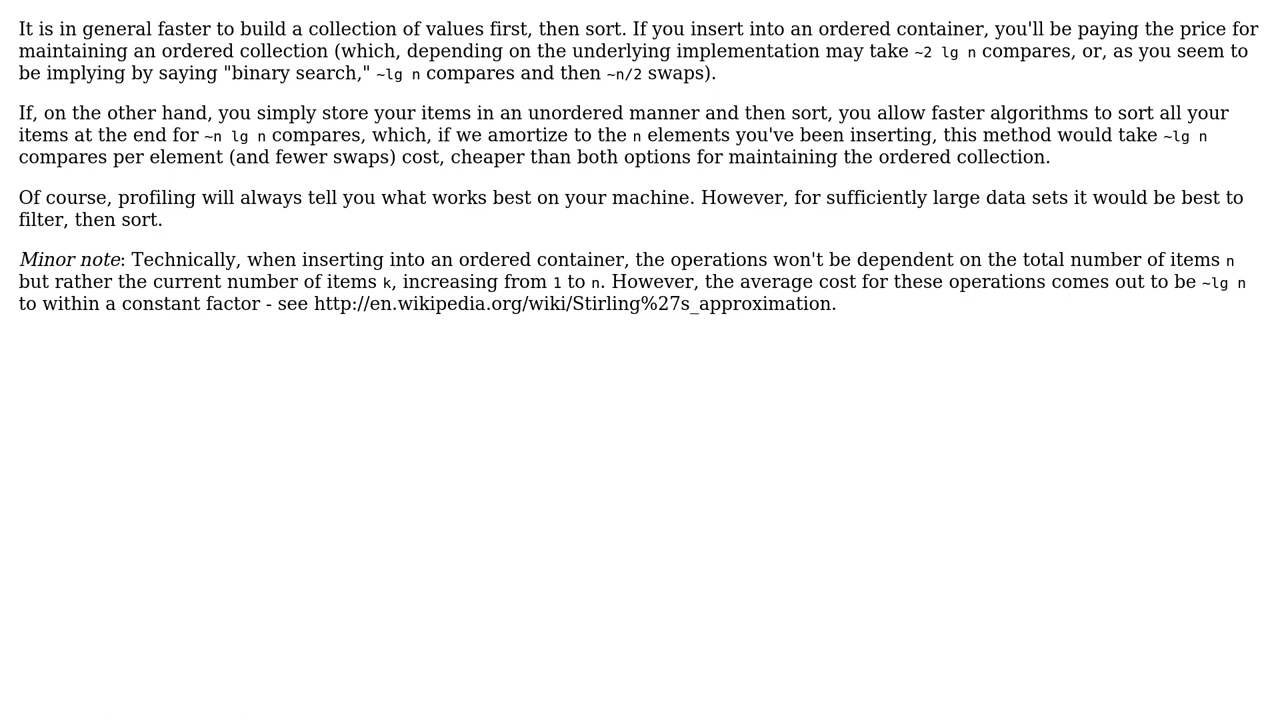 It is in general faster to build a collection of values first, then sort. If you insert into an ordered container, you'll be paying the price for
maintaining an ordered collection (which, depending on the underlying implementation may take ~2 lg n compares, or, as you seem to
be implying by saying "binary search," ~lg n compares and then ~n/2 swaps).
If, on the other hand, you simply store your items in an unordered manner and then sort, you allow faster algorithms to sort all your
items at the end for ~n lg n compares, which, if we amortize to the n elements you've been inserting, this method would take ~lg n
compares per element (and fewer swaps) cost, cheaper than both options for maintaining the ordered collection.
Of course, profiling will always tell you what works best on your machine. However, for sufficiently large data sets it would be best to
filter, then sort.
Minor note: Technically, when inserting into an ordered container, the operations won't be dependent on the total number of items n
but rather the current number of items k, increasing from 1 to n. However, the average cost for these operations comes out to be ~lg n
to within a constant factor - see http://en.wikipedia.org/wiki/Stirling%27s_approximation.